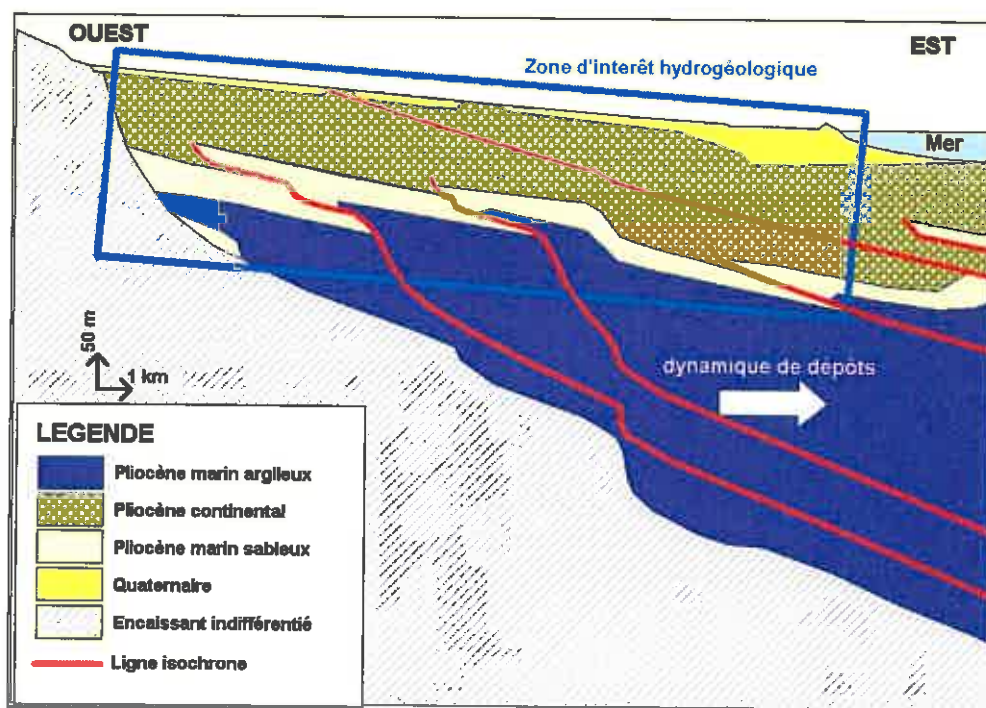 OUEST
EST
Zone d'interêt hydrogéologique
Mer
50 m
1 km
dynamique de dépôts
LEGENDE
Pliocène marin argileux
Pliocène continental
Pliocène marin sableux
Quaternaire
Encaissant indifférentié
Ligne isochrone